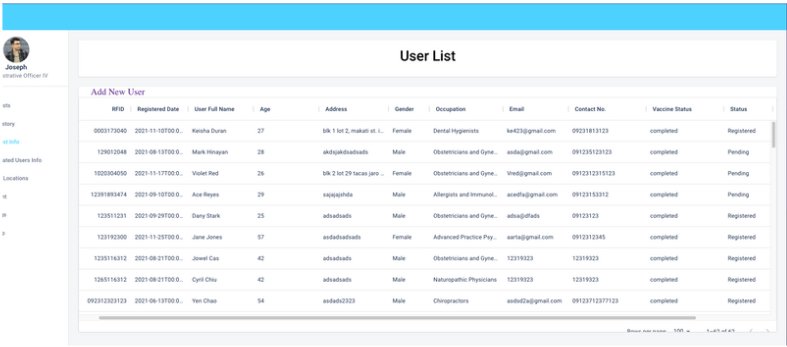 User List
Joseph
strative Officer IV
Add New User
RFID Registered Date User Full Name Age Address Gender Occupation Email Contact No. Vaccine Status Status
0003173040 2021-11-10T00:0... Keisha Duran 27 blk 1 lot 2, makati st. i... Female Dental Hygienists ke423@gmail.com 09231813123 completed Registered
129012048 2021-08-13T00:0... Mark Hinayan 28 akdsjakdsadsads Male Obstetricians and Gyne... asda@gmail.com 091235123123 completed Pending
1020304050 2021-11-17T00:0... Violet Red 26 blk 2 lot 29 tacas jaro ... Female Obstetricians and Gyne... Vred@gmail.com 0912312315123 completed Pending
12391893474 2021-09-10T00:0... Ace Reyes 29 sajajajshda Male Allergists and Immunol... acedfa@gmail.com 09123153312 completed Pending
123511231 2021-09-29T00:0... Dany Stark 25 adsadsads Male Obstetricians and Gyne... adsa@dfads 09123123 completed Registered
123192300 2021-11-25T00:0... Jane Jones 57 asdadsadsads Female Advanced Practice Psy... aarta@gmail.com 0912312345 completed Registered
1235116312 2021-08-21T00:0... Jowel Cas 42 adsadsads Male Obstetricians and Gyne... 12319323 12319323 completed Registered
1265116312 2021-08-21T00:0... Cyril Chiu 42 adsadsads Male Naturopathic Physicians 12319323 12319323 completed Registered
092312323123 2021-06-13T00:0... Yen Chao 54 asdads2323 Male Chiropractors asdsd2a@gmail.com 09123712377123 completed Registered
ots
story
nt Info
ated Users Info
Locations
Rows per page: 100 1–62 of 62